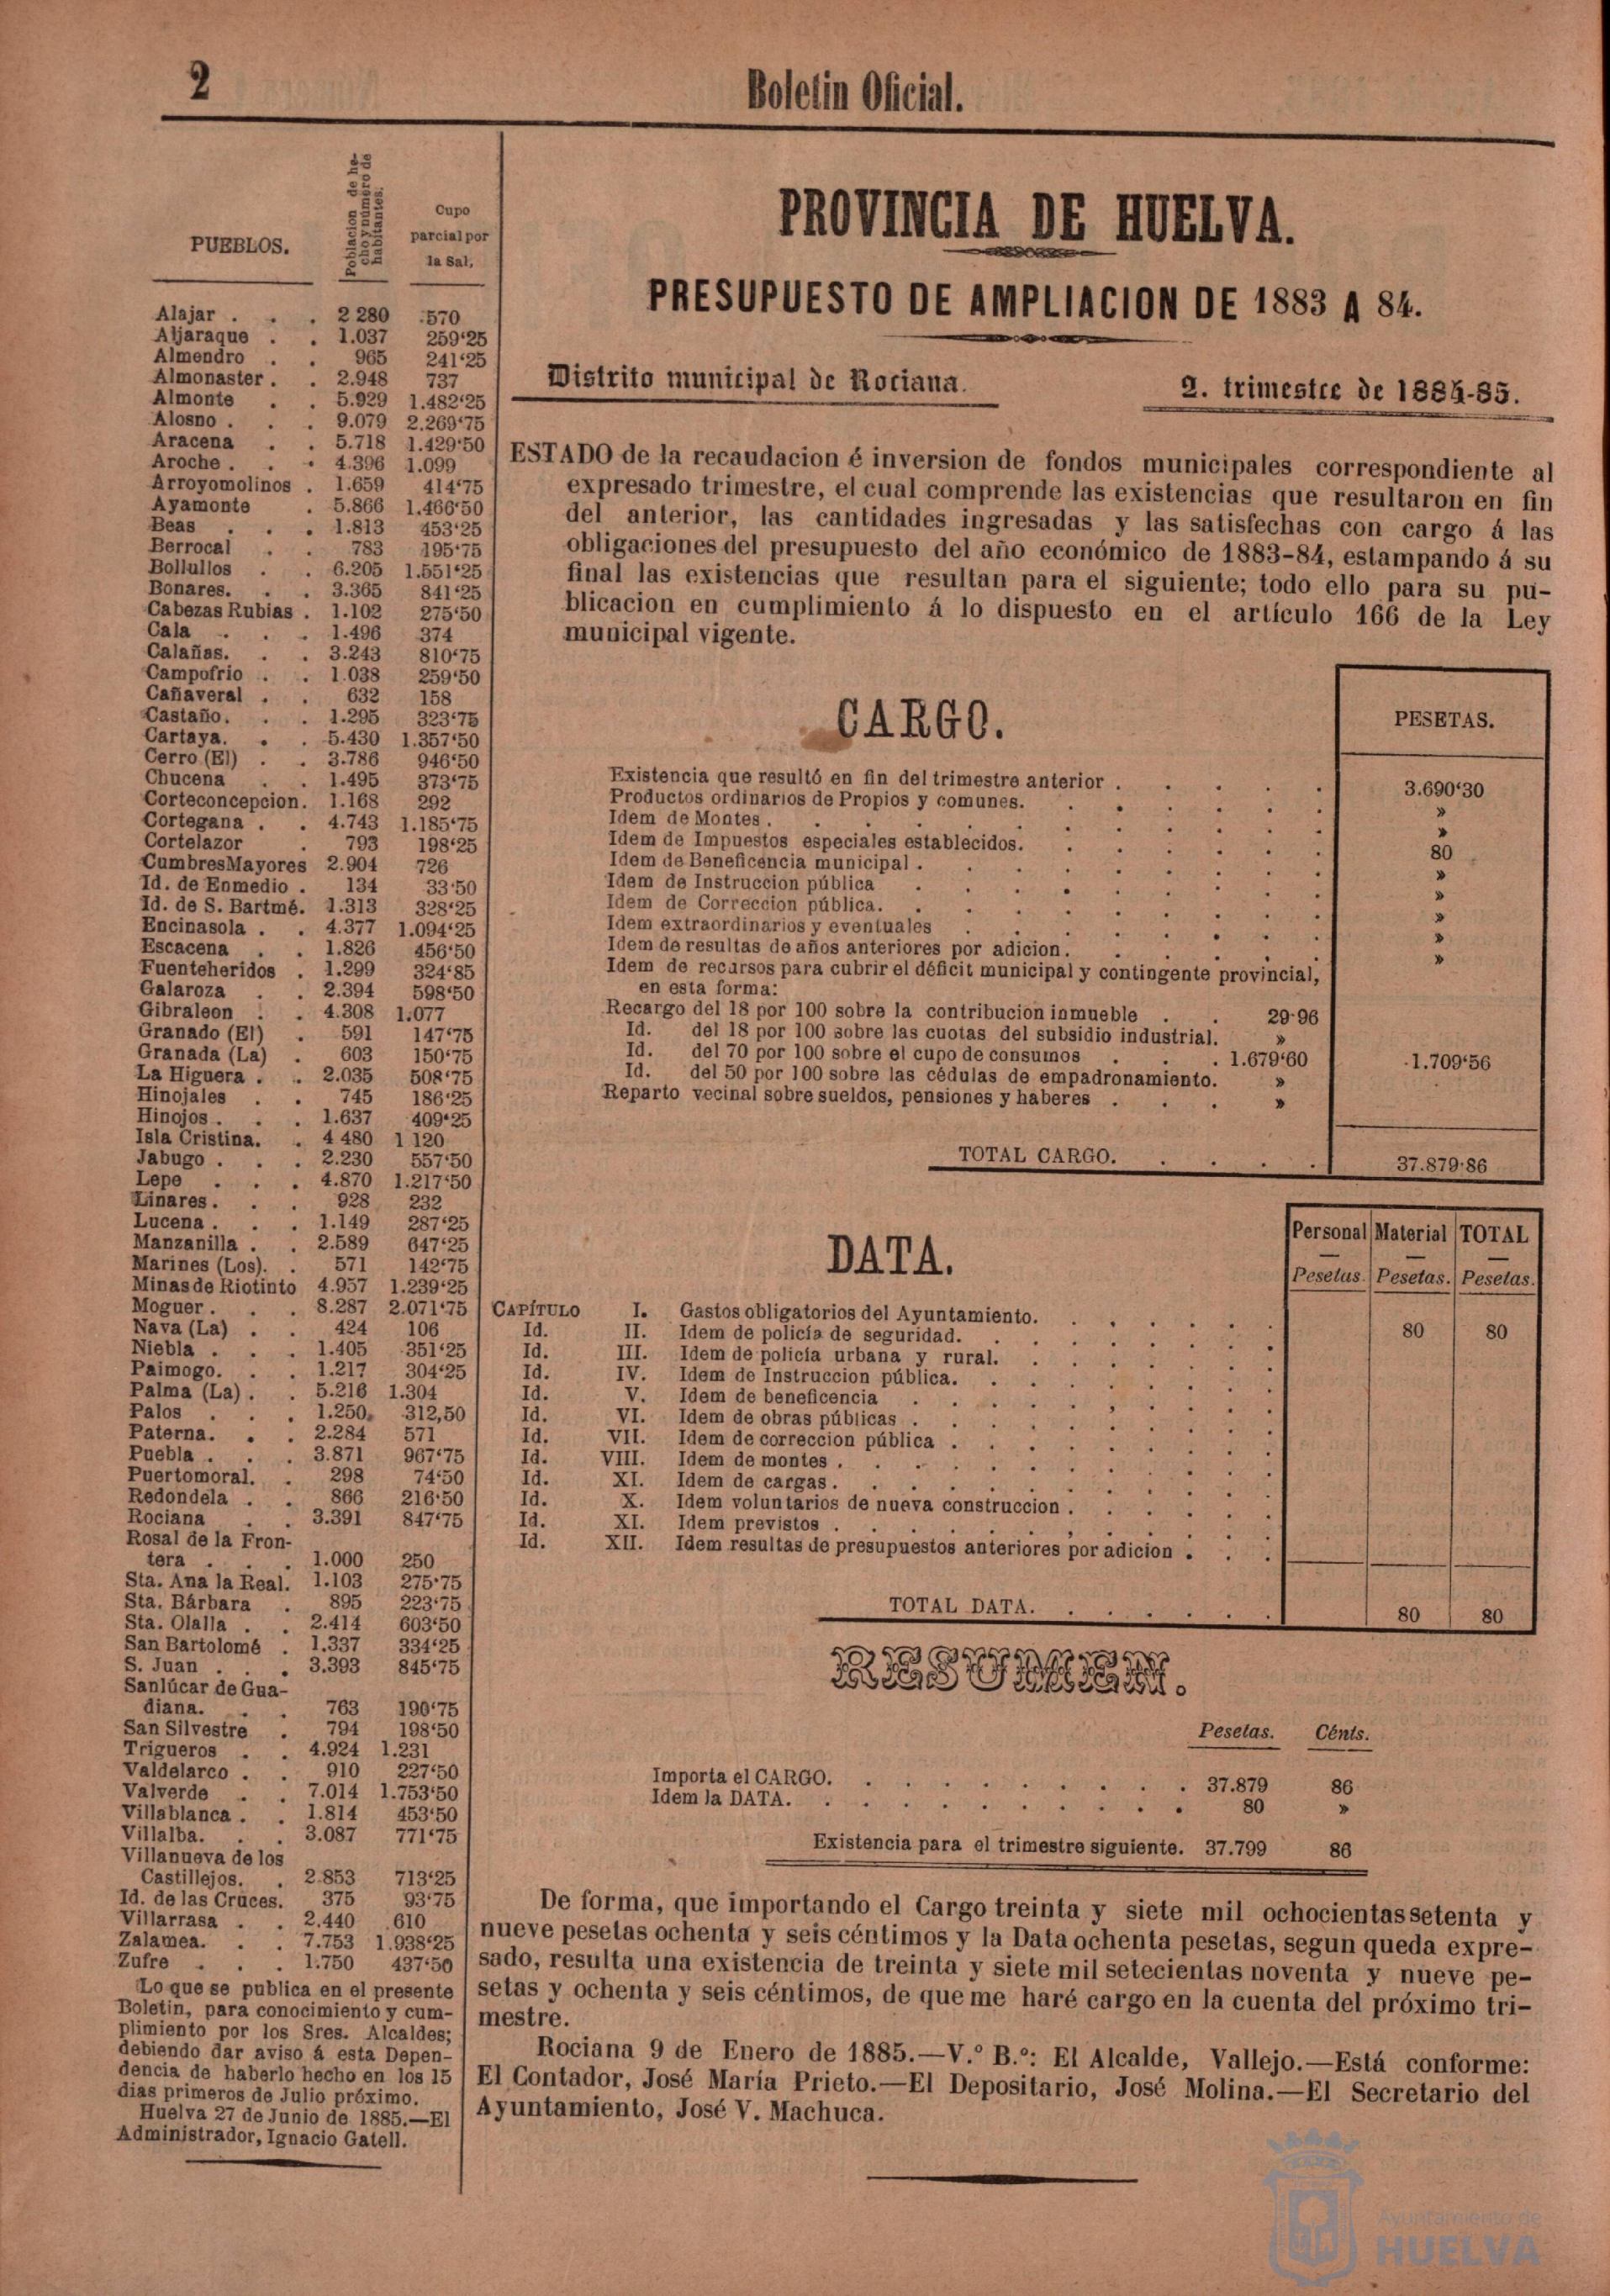 2
Boletin Oficial.
PUEBLOS.
Poblacion de he-
cho y número de
habitantes.
Cupo
parcial por
la Sal,
Alajar . . . 2 280 570
Aljaraque . . 1.037 259‘25
Almendro . . 965 241‘25
Almonaster . . 2.948 737
Almonte . . 5.929 1.482‘25
Alosno . . . 9.079 2.269‘75
Aracena . . 5.718 1.429‘50
Aroche . . . 4.396 1.099
Arroyomolinos . 1.659 414‘75
Ayamonte . 5.866 1.466‘50
Beas . . . 1.813 453‘25
Berrocal . . 783 195‘75
Bollullos . . 6.205 1.551‘25
Bonares. . . 3.365 841‘25
Cabezas Rubias . 1.102 275‘50
Cala . . . 1.496 374
Calañas. . . 3.243 810‘75
Campofrio . . 1.038 259‘50
Cañaveral . . 632 158
Castaño. . . 1.295 323‘75
Cartaya. . . 5.430 1.357‘50
Cerro (El) . . 3.786 946‘50
Chucena . . 1.495 373‘75
Corteconcepcion. 1.168 292
Cortegana . . 4.743 1.185‘75
Cortelazor . 793 198‘25
Cumbres Mayores 2.904 726
Id. de Enmedio . 134 33‘50
Id. de S. Bartmé. 1.313 328‘25
Encinasola . . 4.377 1.094‘25
Escacena . . 1.826 456‘50
Fuenteheridos . 1.299 324‘85
Galaroza . . 2.394 598‘50
Gibraleon . . 4.308 1.077
Granado (El) . 591 147‘75
Granada (La) . 603 150‘75
La Higuera . . 2.035 508‘75
Hinojales . . 745 186‘25
Hinojos . . . 1.637 409‘25
Isla Cristina. . 4 480 1 120
Jabugo . . . 2.230 557‘50
Lepe . . . 4.870 1.217‘50
Linares . . . 928 232
Lucena . . . 1.149 287‘25
Manzanilla . . 2.589 647‘25
Marines (Los). . 571 142‘75
Minas de Riotinto 4.957 1.239‘25
Moguer . . . 8.287 2.071‘75
Nava (La) . . 424 106
Niebla . . . 1.405 351‘25
Paimogo. . . 1.217 304‘25
Palma (La) . . 5.216 1.304
Palos . . . 1.250 312,50
Paterna. . . 2.284 571
Puebla . . . 3.871 967‘75
Puertomoral. . 298 74‘50
Redondela . . 866 216‘50
Rociana . . 3.391 847‘75
Rosal de la Fron-
tera . . . 1.000 250
Sta. Ana la Real. 1.103 275‘75
Sta. Bárbara . 895 223‘75
Sta. Olalla . . 2.414 603‘50
San Bartolomé . 1.337 334‘25
S. Juan . . . 3.393 845‘75
Sanlúcar de Gua-
diana. . . 763 190‘75
San Silvestre . 794 198‘50
Trigueros . . 4.924 1.231
Valdelarco . . 910 227‘50
Valverde . . 7.014 1.753‘50
Villablanca . . 1.814 453‘50
Villalba. . . 3.087 771‘75
Villanueva de los
Castillejos. . 2.853 713‘25
Id. de las Cruces. 375 93‘75
Villarrasa . . 2.440 610
Zalamea. . . 7.753 1.938‘25
Zufre . . . 1.750 437‘50
Lo que se publica en el presente
Boletin, para conocimiento y cum-
plimiento por los Sres. Alcaldes;
debiendo dar aviso á esta Depen-
dencia de haberlo hecho en los 15
dias primeros de Julio próximo.
Huelva 27 de Junio de 1885.—El
Administrador, Ignacio Gatell.
PROVINCIA DE HUELVA.
PRESUPUESTO DE AMPLIACION DE 1883 A 84.
Distrito municipal de Rociana.
2. trimestre de 1884-85.
ESTADO de la recaudacion é inversion de fondos municipales correspondiente al
expresado trimestre, el cual comprende las existencias que resultaron en fin
del anterior, las cantidades ingresadas y las satisfechas con cargo á las
obligaciones del presupuesto del año económico de 1883-84, estampando á su
final las existencias que resultan para el siguiente; todo ello para su pu-
blicacion en cumplimiento á lo dispuesto en el artículo 166 de la Ley
municipal vigente.
CARGO.
PESETAS.
Existencia que resultó en fin del trimestre anterior . . . . . 3.690‘30
Productos ordinarios de Propios y comunes. . . . . . »
Idem de Montes . . . . . . . . »
Idem de Impuestos especiales establecidos. . . . . . 80
Idem de Beneficencia municipal . . . . . . . »
Idem de Instruccion pública . . . . . . . »
Idem de Correccion pública. . . . . . . »
Idem extraordinarios y eventuales . . . . . . »
Idem de resultas de años anteriores por adicion. . . . . »
Idem de recursos para cubrir el déficit municipal y contingente provincial,
en esta forma:
Recargo del 18 por 100 sobre la contribucion inmueble . . 29‘96
Id. del 18 por 100 sobre las cuotas del subsidio industrial. »
Id. del 70 por 100 sobre el cupo de consumos . . . 1.679‘60 1.709‘56
Id. del 50 por 100 sobre las cédulas de empadronamiento. »
Reparto vecinal sobre sueldos, pensiones y haberes . . . »
TOTAL CARGO. . . . . 37.879‘86
DATA.
Personal Material TOTAL
Pesetas. Pesetas. Pesetas.
CAPÍTULO I. Gastos obligatorios del Ayuntamiento. . . . . . 80 80
Id. II. Idem de policía de seguridad. . . . . . .
Id. III. Idem de policía urbana y rural. . . . . . .
Id. IV. Idem de Instruccion pública. . . . . . .
Id. V. Idem de beneficencia . . . . . . .
Id. VI. Idem de obras públicas . . . . . . .
Id. VII. Idem de correccion pública . . . . . . .
Id. VIII. Idem de montes . . . . . . . .
Id. XI. Idem de cargas . . . . . . . .
Id. X. Idem voluntarios de nueva construccion . . . . .
Id. XI. Idem previstos . . . . . . . .
Id. XII. Idem resultas de presupuestos anteriores por adicion . . .
TOTAL DATA. . . . . . . 80 80
RESUMEN.
Pesetas. Cénts.
Importa el CARGO. . . . . . . . . . 37.879 86
Idem la DATA. . . . . . . . . . 80 »
Existencia para el trimestre siguiente. 37.799 86
De forma, que importando el Cargo treinta y siete mil ochocientas setenta y
nueve pesetas ochenta y seis céntimos y la Data ochenta pesetas, segun queda expre-
sado, resulta una existencia de treinta y siete mil setecientas noventa y nueve pe-
setas y ochenta y seis céntimos, de que me haré cargo en la cuenta del próximo tri-
mestre.
Rociana 9 de Enero de 1885.—V.º B.º: El Alcalde, Vallejo.—Está conforme:
El Contador, José María Prieto.—El Depositario, José Molina.—El Secretario del
Ayuntamiento, José V. Machuca.
Ayuntamiento de
HUELVA